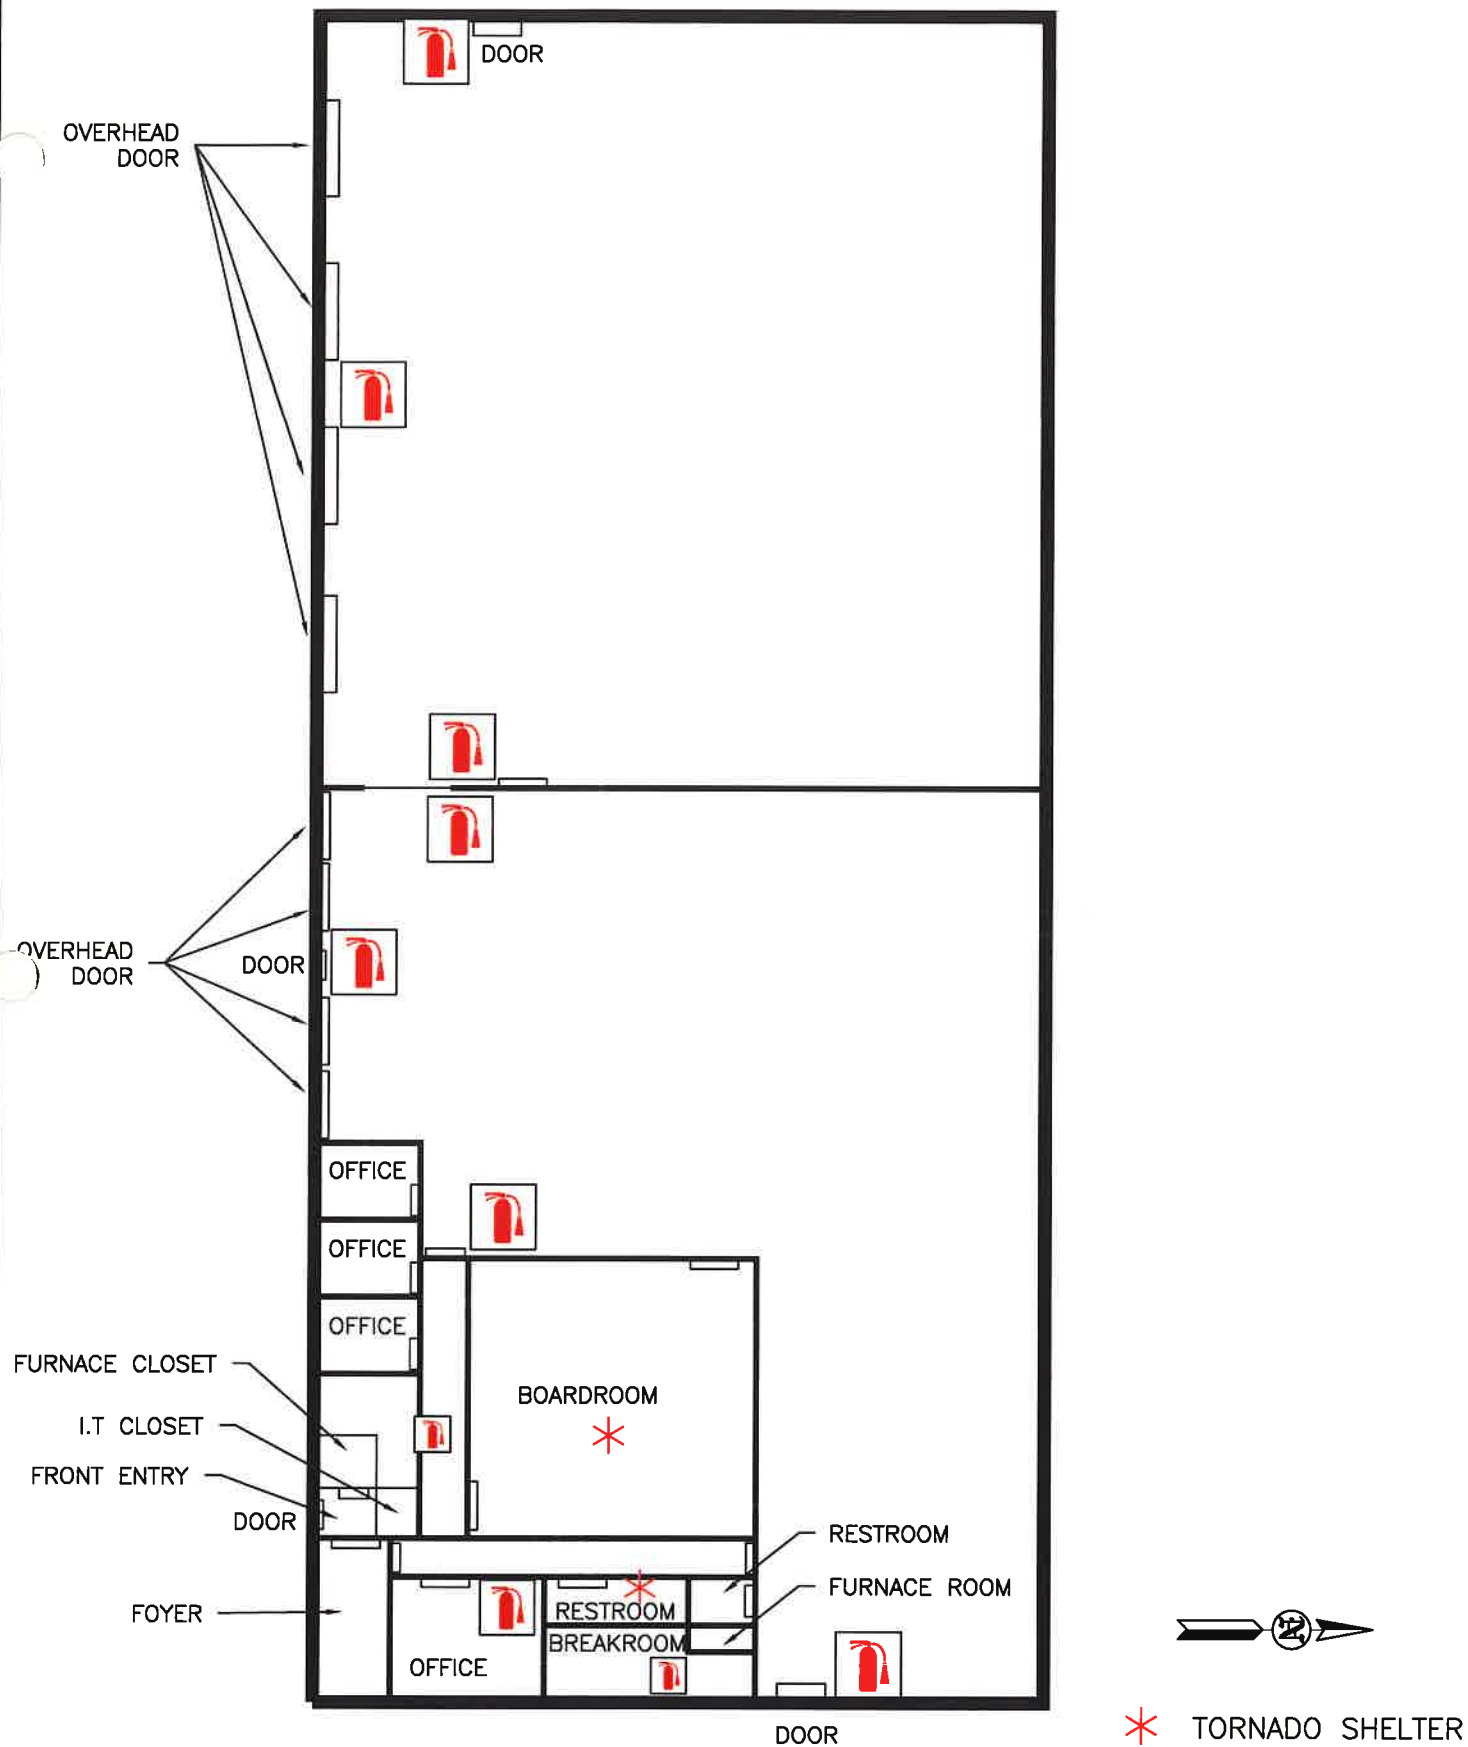 DOOR
OVERHEAD
DOOR
OVERHEAD
DOOR
DOOR
OFFICE
OFFICE
OFFICE
FURNACE CLOSET
I.T CLOSET
FRONT ENTRY
DOOR
BOARDROOM
RESTROOM
FURNACE ROOM
FOYER
RESTROOM
BREAKROOM
OFFICE
N
DOOR
TORNADO SHELTER